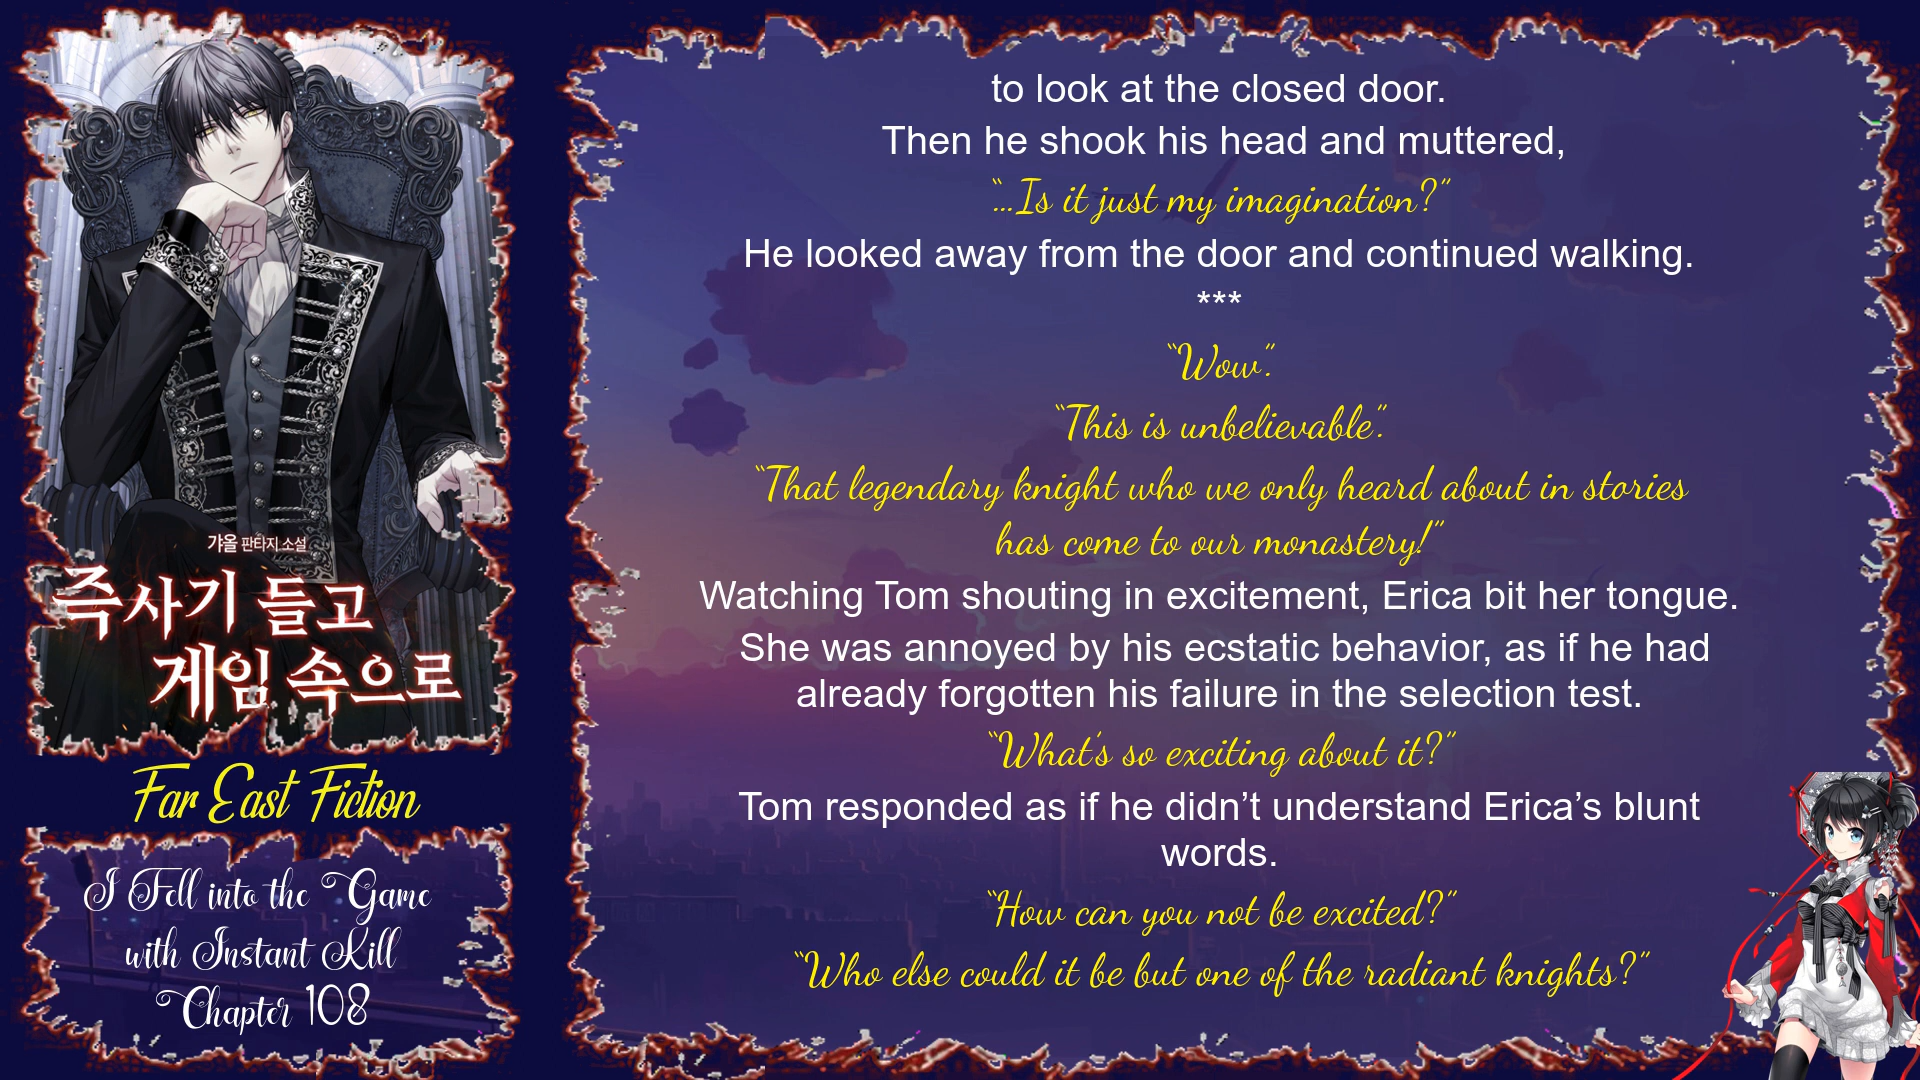 갸올 판타지 소설
즉사기 들고
게임 속으로
Far East Fiction
I Fell into the Game
with Instant Kill
Chapter 108
to look at the closed door.
Then he shook his head and muttered,
“...Is it just my imagination?”
He looked away from the door and continued walking.
***
“Wow”.
“This is unbelievable”.
“That legendary knight who we only heard about in stories
has come to our monastery!”
Watching Tom shouting in excitement, Erica bit her tongue.
She was annoyed by his ecstatic behavior, as if he had
already forgotten his failure in the selection test.
“What’s so exciting about it?”
Tom responded as if he didn’t understand Erica’s blunt
words.
“How can you not be excited?”
“Who else could it be but one of the radiant knights?”